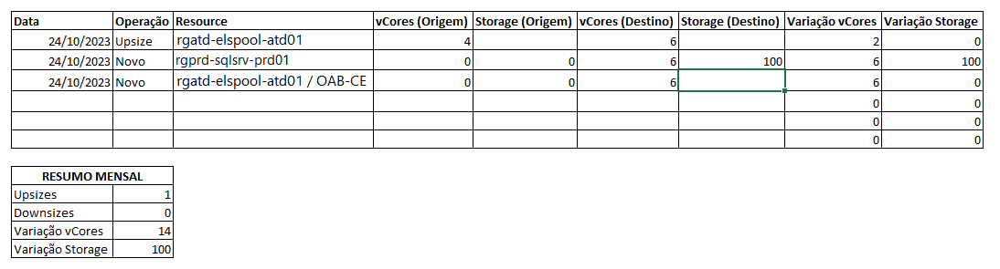 Data Operação Resource vCores (Origem) Storage (Origem) vCores (Destino) Storage (Destino) Variação vCores Variação Storage
24/10/2023 Upsize rgatd-elspool-atd01 4 6 2 0
24/10/2023 Novo rgprd-sqlsrv-prd01 0 0 6 100 6 100
24/10/2023 Novo rgatd-elspool-atd01 / OAB-CE 0 0 6 6 0
0 0
0 0
0 0
RESUMO MENSAL
Upsizes 1
Downsizes 0
Variação vCores 14
Variação Storage 100